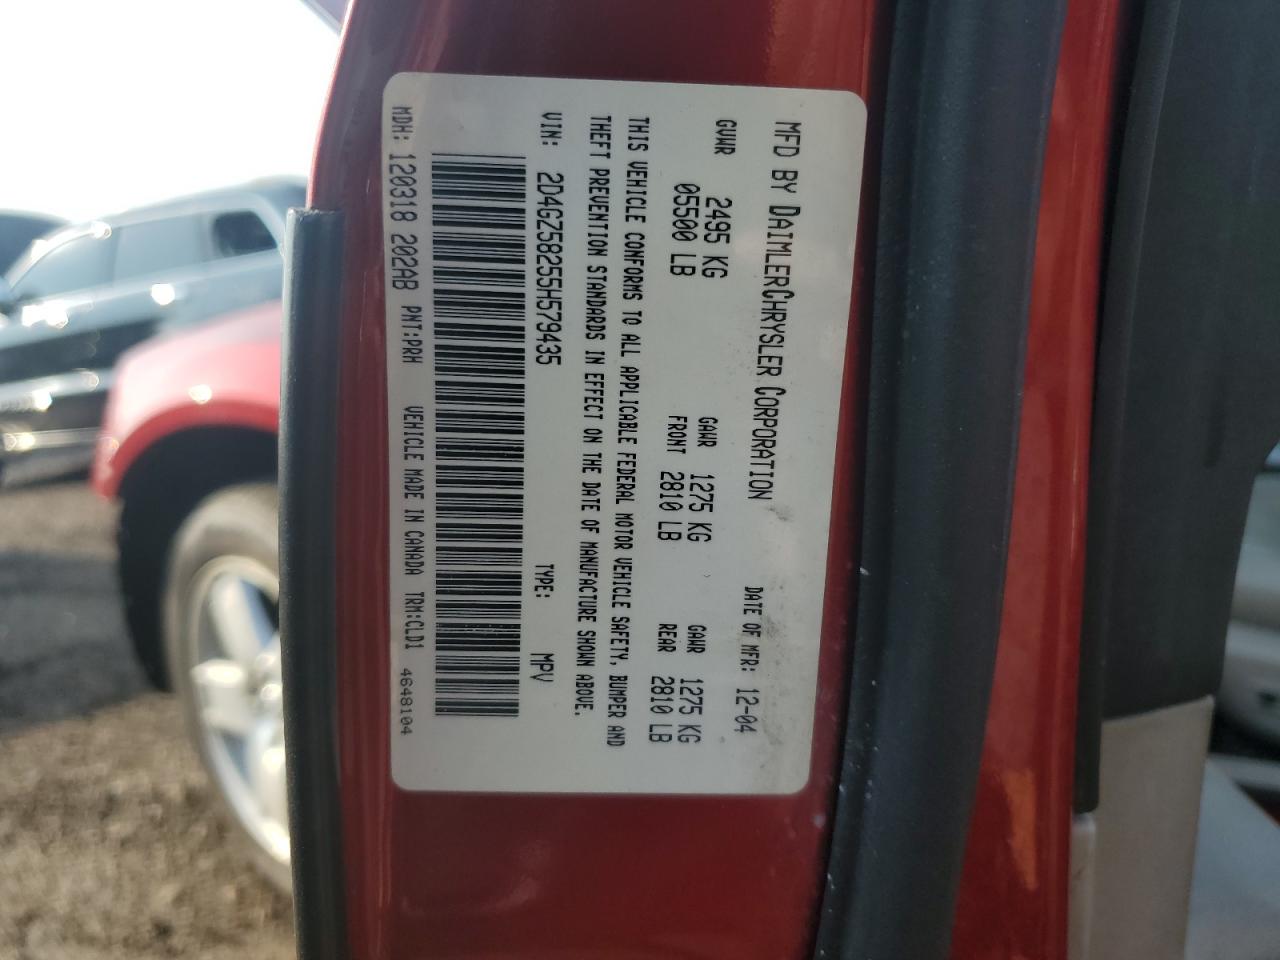 MFD BY DAIMLERCHRYSLER CORPORATION DATE OF MFR: 12-04
GVWR 2495 KG GAWR 1275 KG GAWR 1275 KG
05500 LB FRONT 2810 LB REAR 2810 LB
THIS VEHICLE CONFORMS TO ALL APPLICABLE FEDERAL MOTOR VEHICLE SAFETY, BUMPER AND
THEFT PREVENTION STANDARDS IN EFFECT ON THE DATE OF MANUFACTURE SHOWN ABOVE.
VIN: 2D4GZ58255H579435 TYPE: MPV
MDH: 120318 202AB PNT:PRH VEHICLE MADE IN CANADA TRM:CLD1 4648104